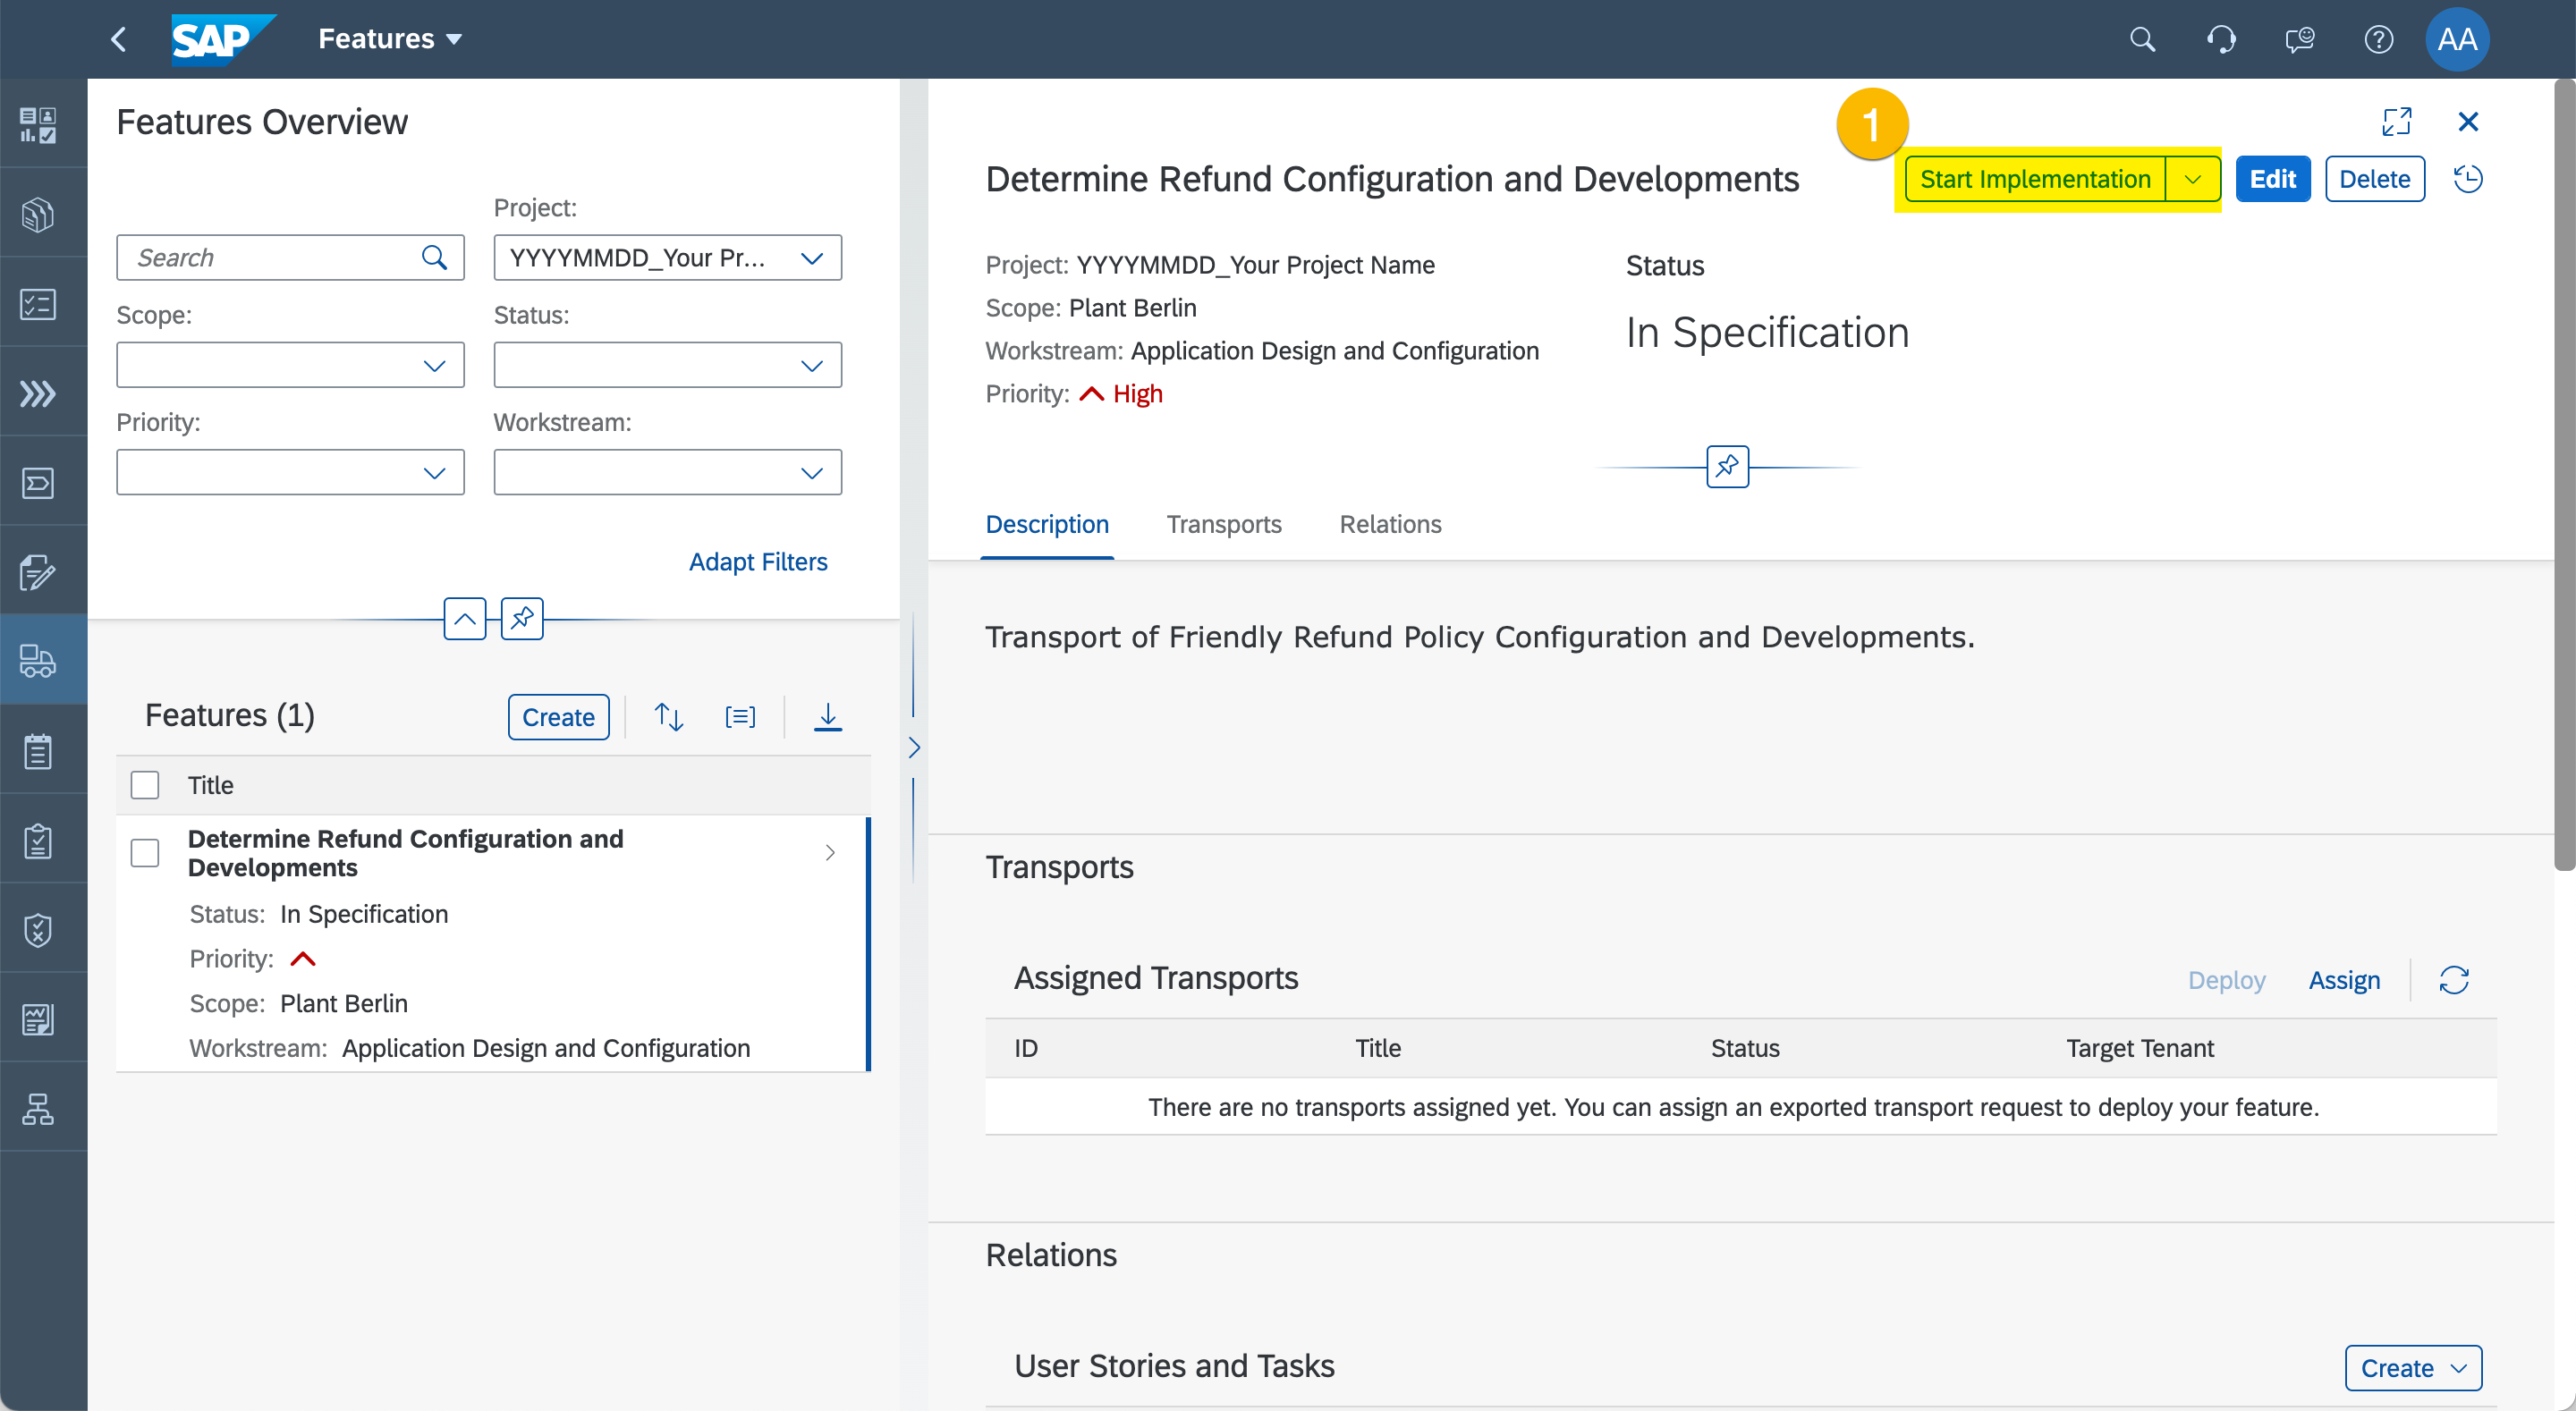 SAP
Features
AA
Features Overview
Project:
Search
YYYYMMDD_Your Pr...
Scope:
Status:
Priority:
Workstream:
Adapt Filters
Features (1)
Create
Title
Determine Refund Configuration and
Developments
Status: In Specification
Priority:
Scope: Plant Berlin
Workstream: Application Design and Configuration
1
Determine Refund Configuration and Developments
Start Implementation
Edit
Delete
Project: YYYYMMDD_Your Project Name
Scope: Plant Berlin
Workstream: Application Design and Configuration
Priority: High
Status
In Specification
Description
Transports
Relations
Transport of Friendly Refund Policy Configuration and Developments.
Transports
Assigned Transports
Deploy
Assign
ID
Title
Status
Target Tenant
There are no transports assigned yet. You can assign an exported transport request to deploy your feature.
Relations
User Stories and Tasks
Create